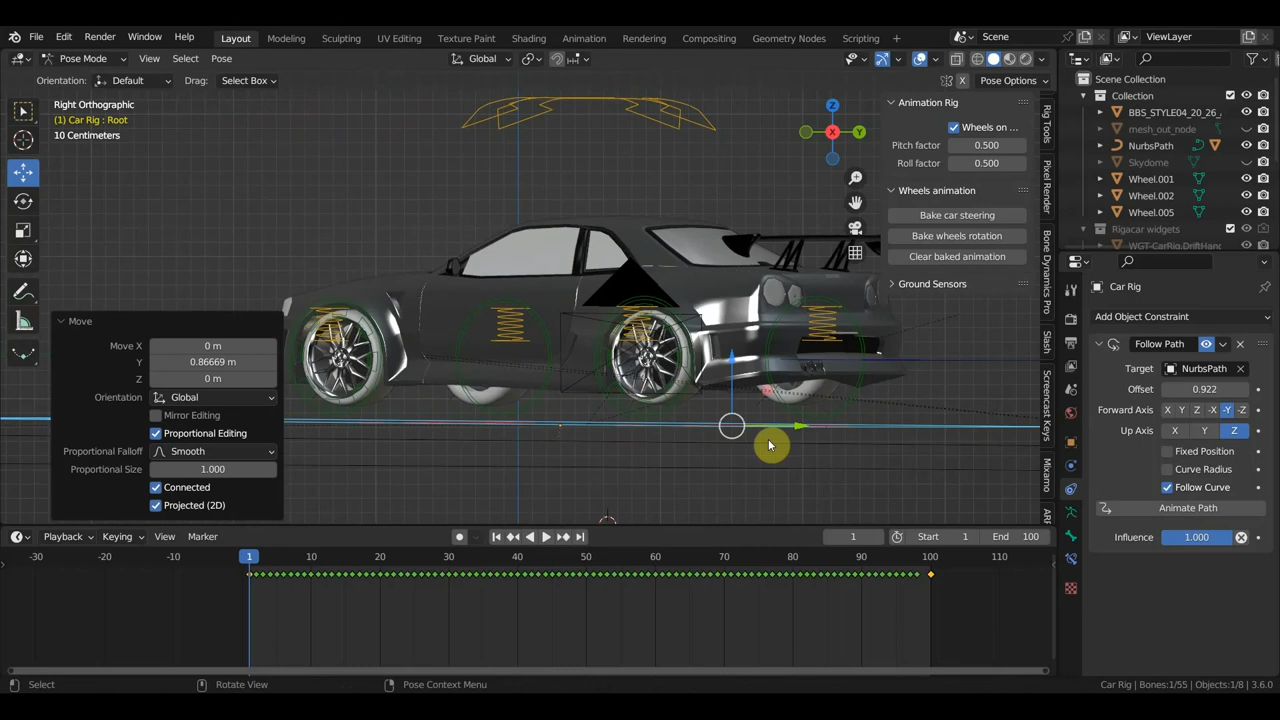 File Edit Render Window Help Layout Modeling Sculpting UV Editing Texture Paint Shading Animation Rendering Compositing Geometry Nodes Scripting + Scene ViewLayer
Pose Mode View Select Pose Global
Orientation: Default Drag: Select Box X Pose Options
Right Orthographic
(1) Car Rig : Root
10 Centimeters
Z
Y
X
Animation Rig
Wheels on ...
Pitch factor 0.500
Roll factor 0.500
Wheels animation
Bake car steering
Bake wheels rotation
Clear baked animation
Ground Sensors
Rig Tools
Pixel Render
Bone Dynamics Pro
Slash
Screencast Keys
Mixamo
Scene Collection
Collection
BBS_STYLE04_20_26_
mesh_out_node
NurbsPath
Skydome
Wheel.001
Wheel.002
Wheel.005
Rigacar widgets
WGT-CarRig.DriftHand
Car Rig
Add Object Constraint
Follow Path
Target NurbsPath
Offset 0.922
Forward Axis X Y Z -X -Y -Z
Up Axis X Y Z
Fixed Position
Curve Radius
Follow Curve
Animate Path
Influence 1.000
Move
Move X 0 m
Y 0.86669 m
Z 0 m
Orientation Global
Mirror Editing
Proportional Editing
Proportional Falloff Smooth
Proportional Size 1.000
Connected
Projected (2D)
Playback Keying View Marker 1 Start 1 End 100
-30 -20 -10 1 10 20 30 40 50 60 70 80 90 100 110
Select Rotate View Pose Context Menu Car Rig | Bones:1/55 | Objects:1/8 | 3.6.0